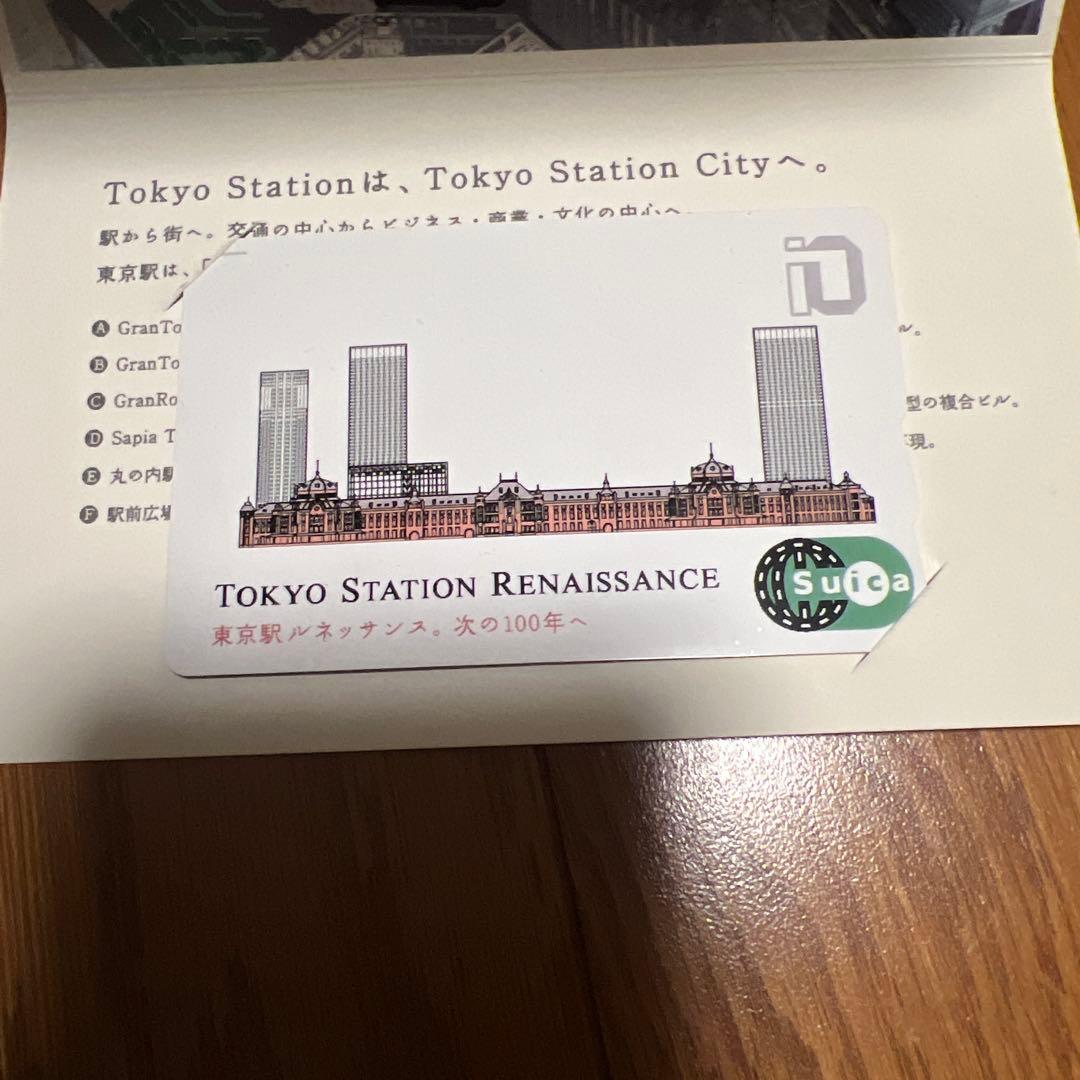 Tokyo Stationは、Tokyo Station Cityへ。
駅から街へ。交通の中心からビジネス・商業・文化の中心へ。
東京駅は、「
A GranTo
B GranTo
ル。
C GranRo
型の複合ビル。
D Sapia T
現。
E 丸の内駅
F 駅前広場
TOKYO STATION RENAISSANCE
東京駅ルネッサンス。次の100年へ
Suica